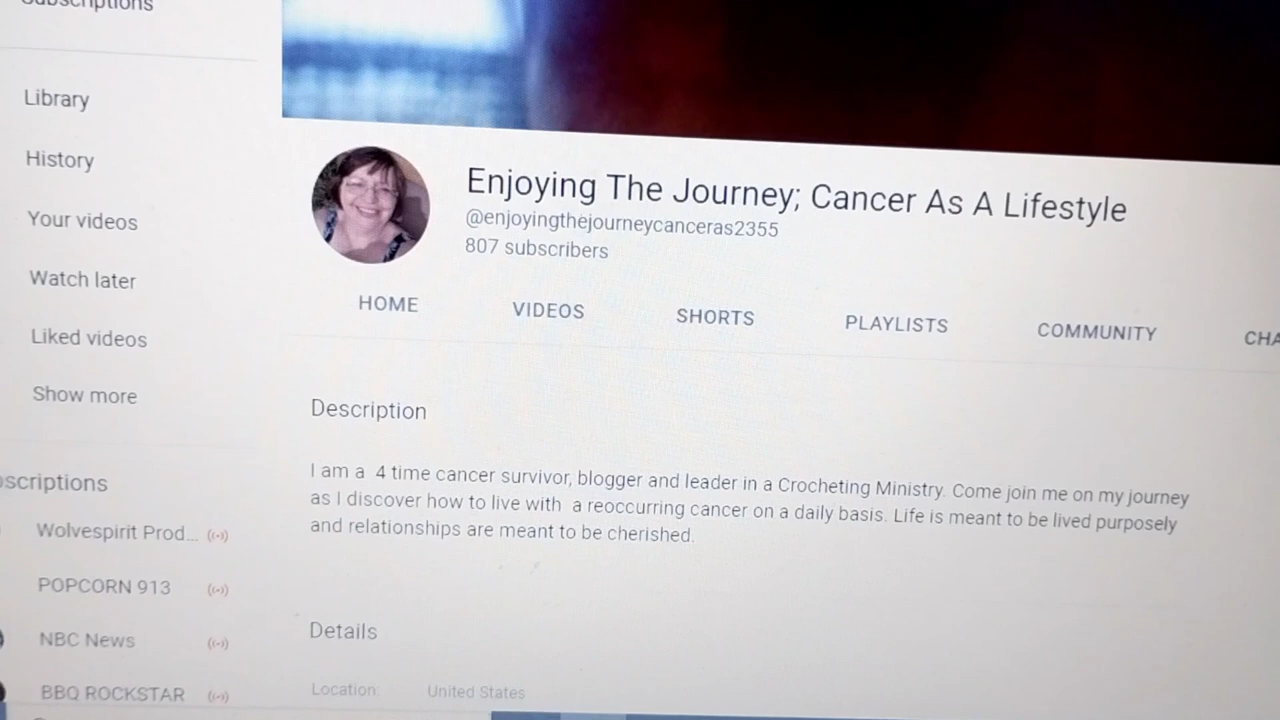 Subscriptions
Library
History
Your videos
Watch later
Liked videos
Show more
scriptions
Wolvespirit Prod...
POPCORN 913
NBC News
BBQ ROCKSTAR
Enjoying The Journey; Cancer As A Lifestyle
@enjoyingthejourneycanceras2355
807 subscribers
HOME VIDEOS SHORTS PLAYLISTS COMMUNITY CHA
Description
I am a 4 time cancer survivor, blogger and leader in a Crocheting Ministry. Come join me on my journey
as I discover how to live with a reoccurring cancer on a daily basis. Life is meant to be lived purposely
and relationships are meant to be cherished.
Details
Location: United States